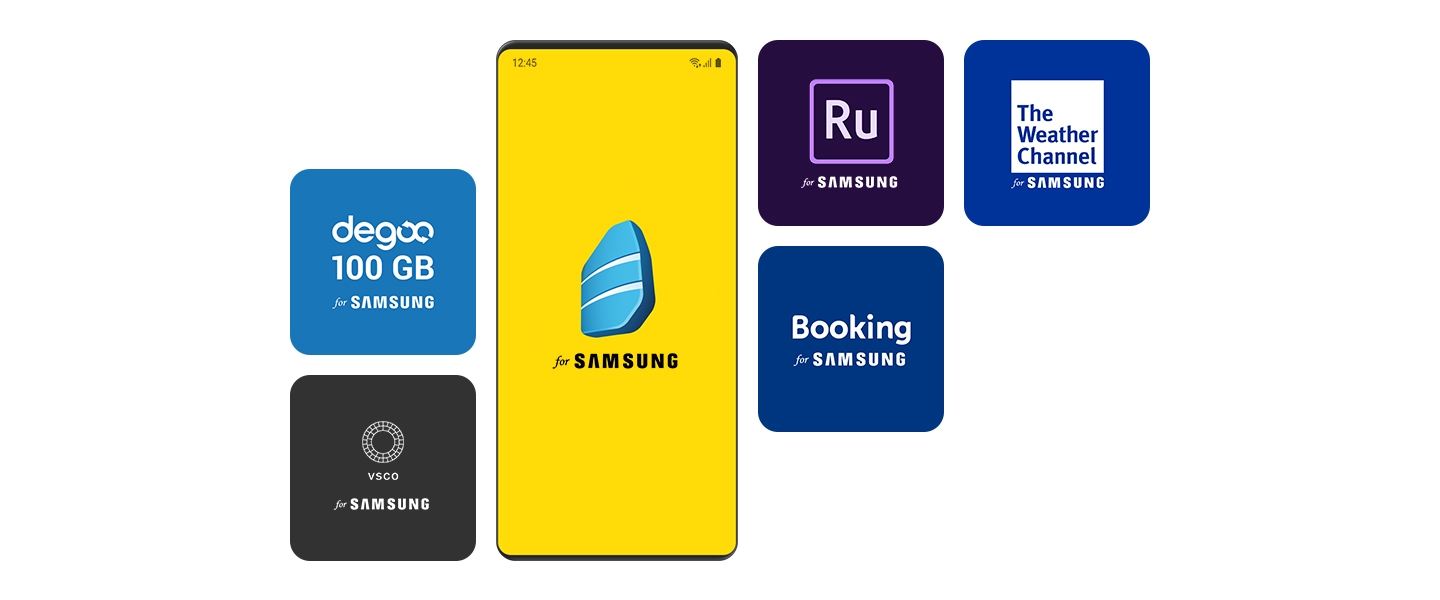 degoo
100 GB
for SAMSUNG
VSCO
for SAMSUNG
12:45
for SAMSUNG
Ru
for SAMSUNG
Booking
for SAMSUNG
The
Weather
Channel
for SAMSUNG